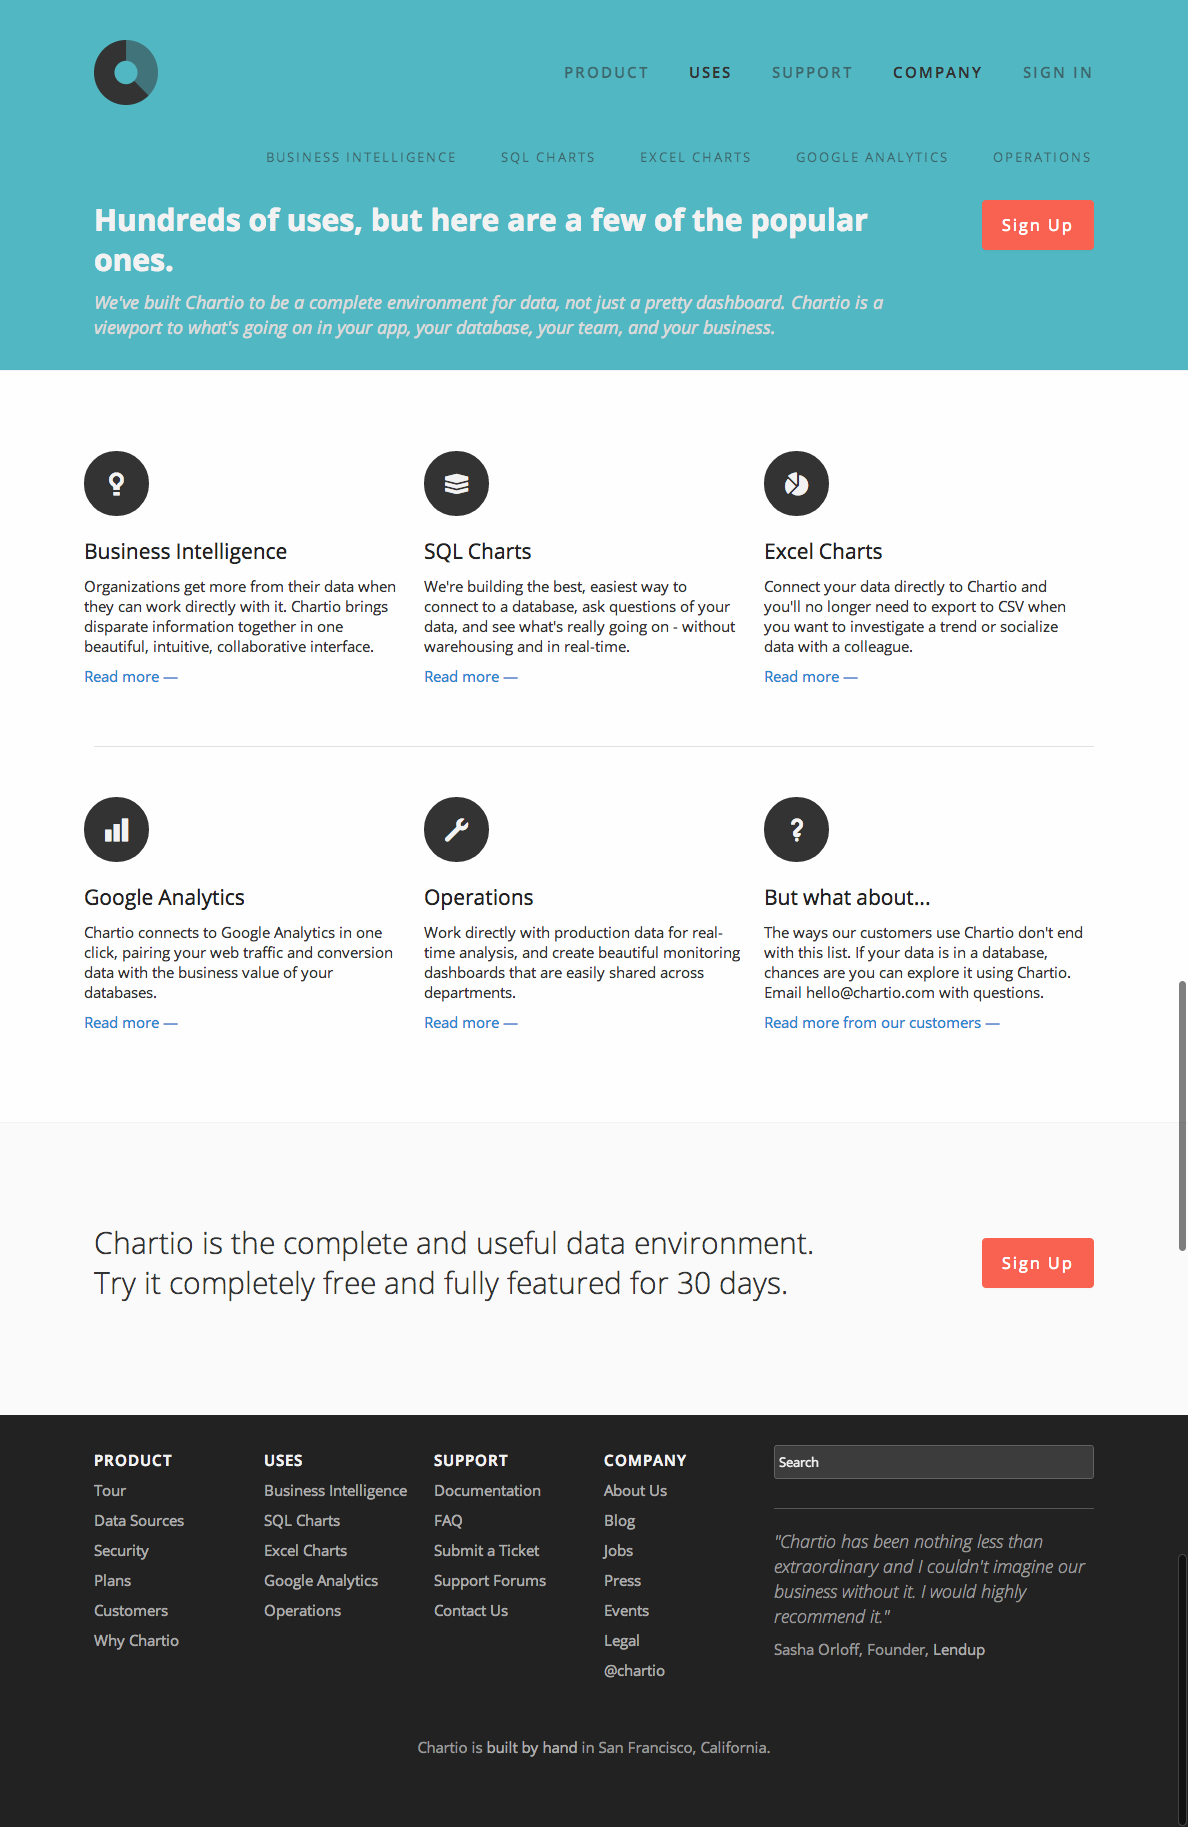 PRODUCT USES SUPPORT COMPANY SIGN IN
BUSINESS INTELLIGENCE SQL CHARTS EXCEL CHARTS GOOGLE ANALYTICS OPERATIONS
Hundreds of uses, but here are a few of the popular
ones.
Sign Up
We've built Chartio to be a complete environment for data, not just a pretty dashboard. Chartio is a
viewport to what's going on in your app, your database, your team, and your business.
Business Intelligence
Organizations get more from their data when
they can work directly with it. Chartio brings
disparate information together in one
beautiful, intuitive, collaborative interface.
Read more —
SQL Charts
We're building the best, easiest way to
connect to a database, ask questions of your
data, and see what's really going on - without
warehousing and in real-time.
Read more —
Excel Charts
Connect your data directly to Chartio and
you'll no longer need to export to CSV when
you want to investigate a trend or socialize
data with a colleague.
Read more —
Google Analytics
Chartio connects to Google Analytics in one
click, pairing your web traffic and conversion
data with the business value of your
databases.
Read more —
Operations
Work directly with production data for real-
time analysis, and create beautiful monitoring
dashboards that are easily shared across
departments.
Read more —
But what about...
The ways our customers use Chartio don't end
with this list. If your data is in a database,
chances are you can explore it using Chartio.
Email hello@chartio.com with questions.
Read more from our customers —
Chartio is the complete and useful data environment.
Try it completely free and fully featured for 30 days.
Sign Up
PRODUCT
Tour
Data Sources
Security
Plans
Customers
Why Chartio
USES
Business Intelligence
SQL Charts
Excel Charts
Google Analytics
Operations
SUPPORT
Documentation
FAQ
Submit a Ticket
Support Forums
Contact Us
COMPANY
About Us
Blog
Jobs
Press
Events
Legal
@chartio
Search
"Chartio has been nothing less than
extraordinary and I couldn't imagine our
business without it. I would highly
recommend it."
Sasha Orloff, Founder, Lendup
Chartio is built by hand in San Francisco, California.